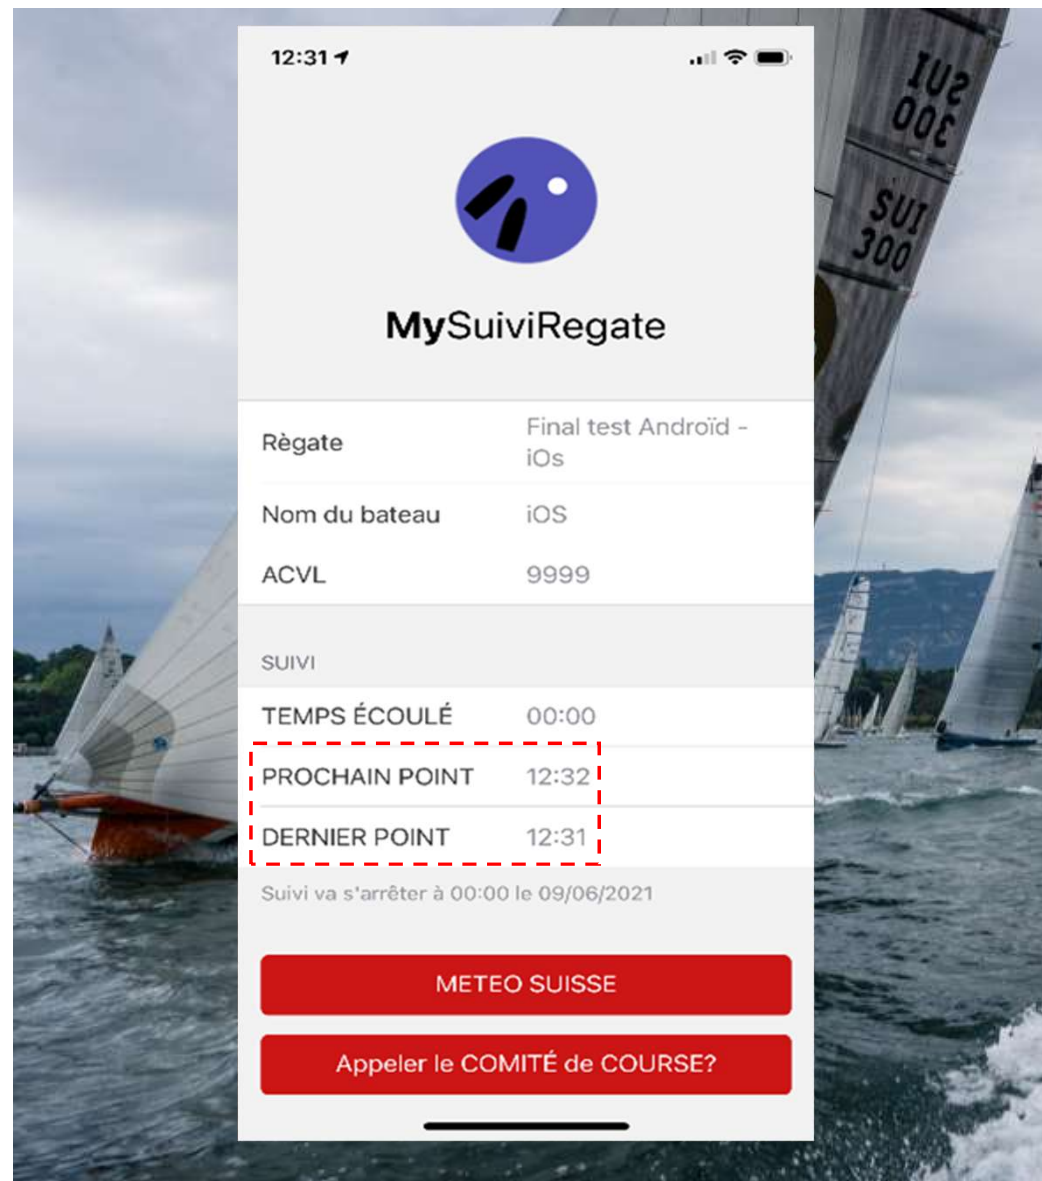 12:31
SUI
300
SUI
300
MySuiviRegate
Règate
Final test Androïd -
iOs
Nom du bateau
iOS
ACVL
9999
SUIVI
TEMPS ÉCOULÉ
00:00
PROCHAIN POINT
12:32
DERNIER POINT
12:31
Suivi va s'arrêter à 00:00 le 09/06/2021
METEO SUISSE
Appeler le COMITÉ de COURSE?